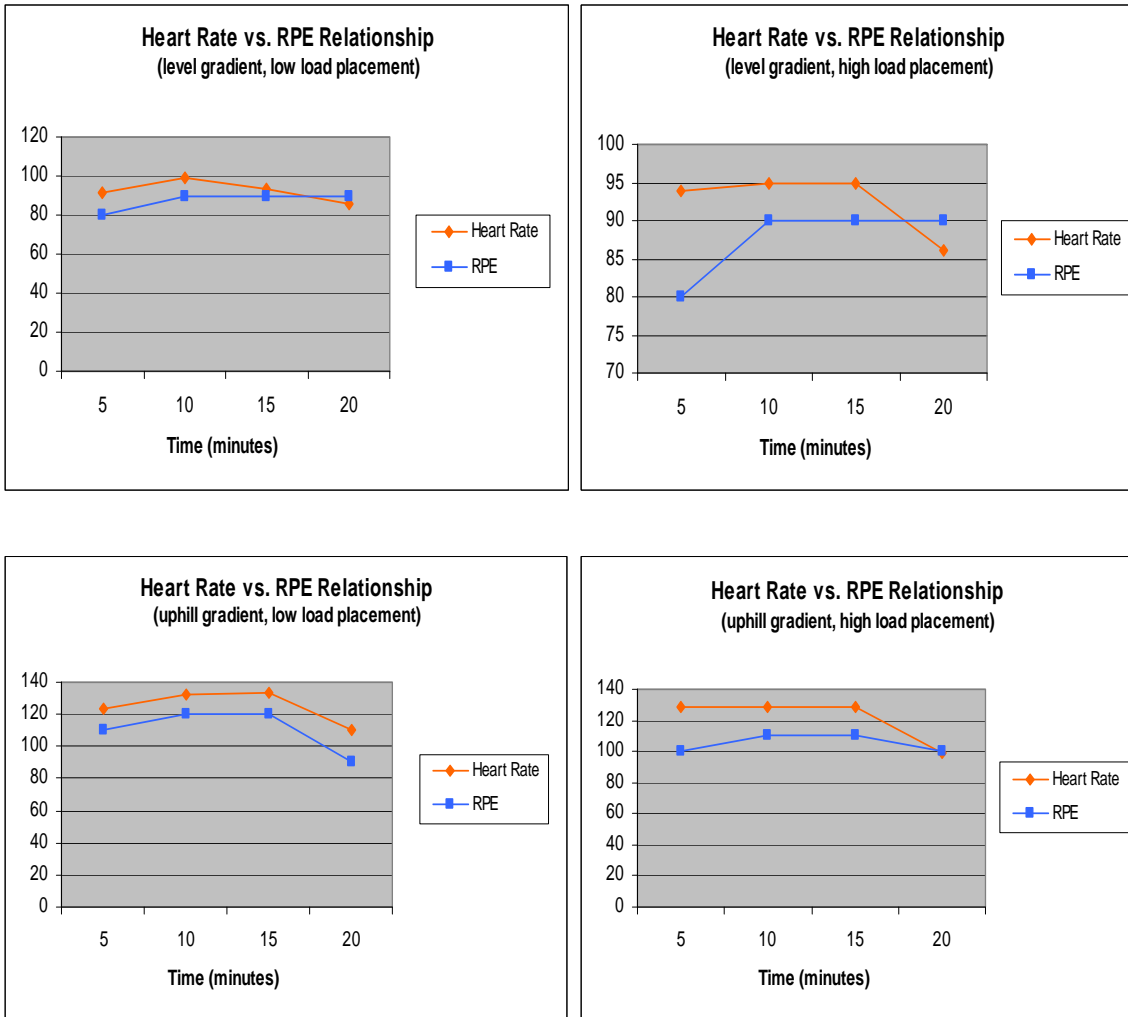 Heart Rate vs. RPE Relationship
(level gradient, low load placement)
120
100
80
60
40
20
0
5 10 15 20
Time (minutes)
Heart Rate
RPE
Heart Rate vs. RPE Relationship
(level gradient, high load placement)
100
95
90
85
80
75
70
5 10 15 20
Time (minutes)
Heart Rate
RPE
Heart Rate vs. RPE Relationship
(uphill gradient, low load placement)
140
120
100
80
60
40
20
0
5 10 15 20
Time (minutes)
Heart Rate
RPE
Heart Rate vs. RPE Relationship
(uphill gradient, high load placement)
140
120
100
80
60
40
20
0
5 10 15 20
Time (minutes)
Heart Rate
RPE